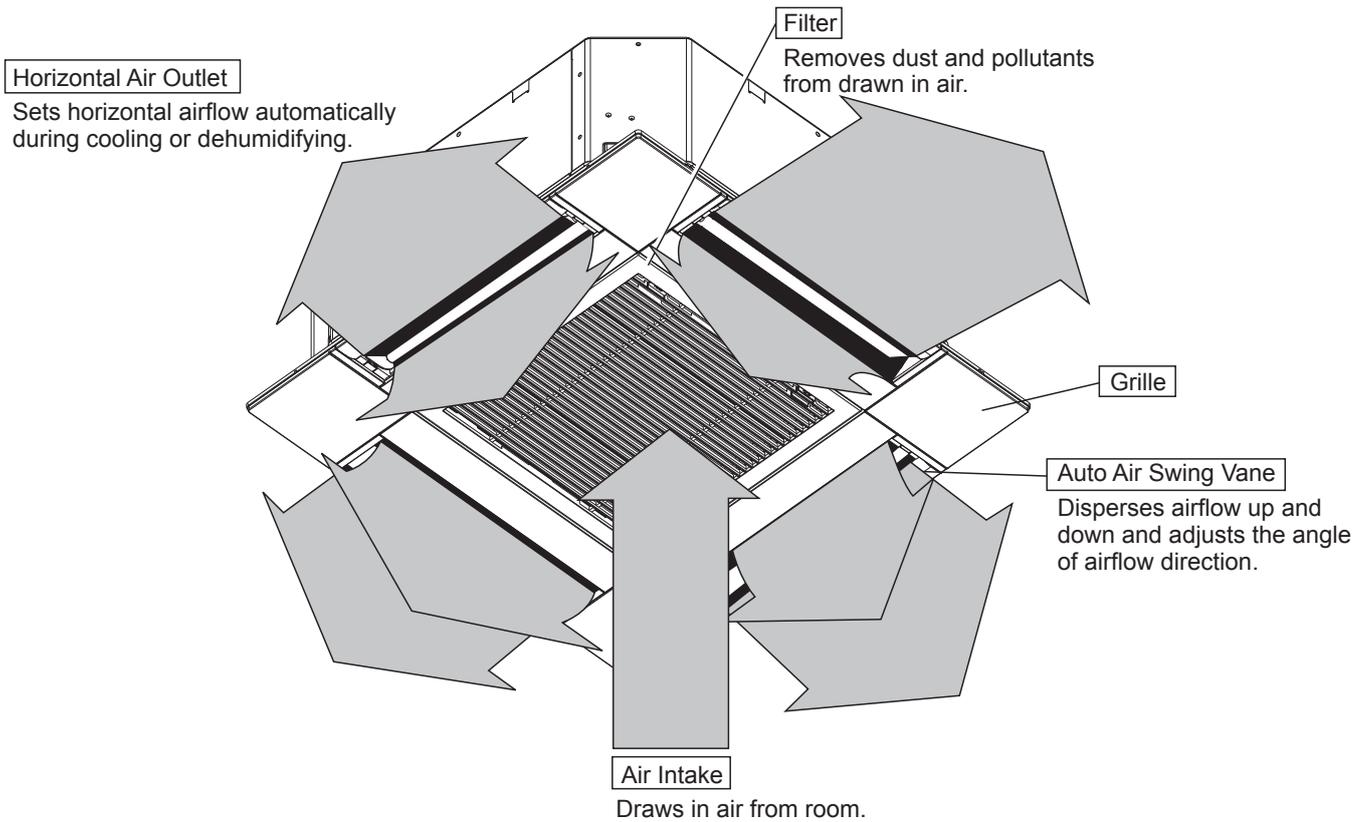 Filter
Removes dust and pollutants
from drawn in air.
Horizontal Air Outlet
Sets horizontal airflow automatically
during cooling or dehumidifying.
Grille
Auto Air Swing Vane
Disperses airflow up and
down and adjusts the angle
of airflow direction.
Air Intake
Draws in air from room.